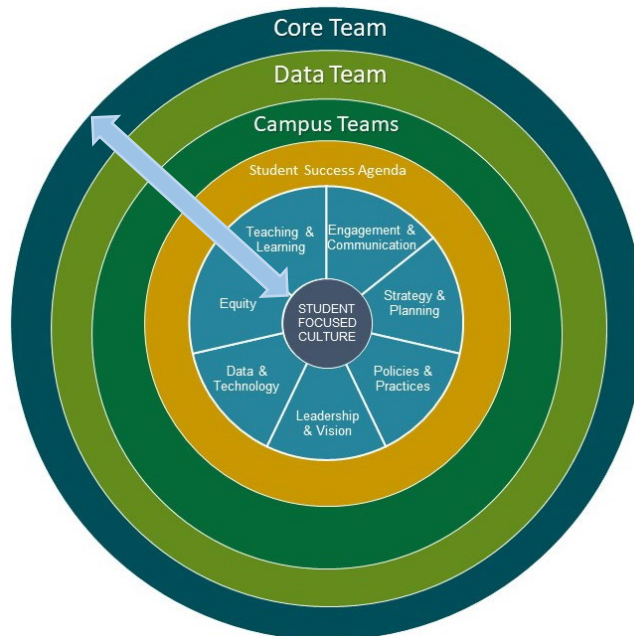 Core Team
Data Team
Campus Teams
Student Success Agenda
Teaching &
Learning
Engagement &
Communication
Equity
Strategy &
Planning
STUDENT
FOCUSED
CULTURE
Data &
Technology
Policies &
Practices
Leadership
& Vision